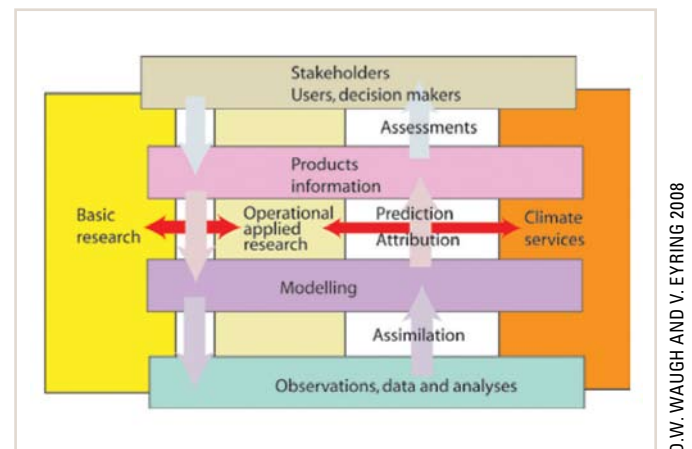 Stakeholders
Users, decision makers
Assessments
Products
information
Basic
research
Operational
applied
research
Prediction
Attribution
Climate
services
Modelling
Assimilation
Observations, data and analyses
D.W. WAUGH AND V. EYRING 2008